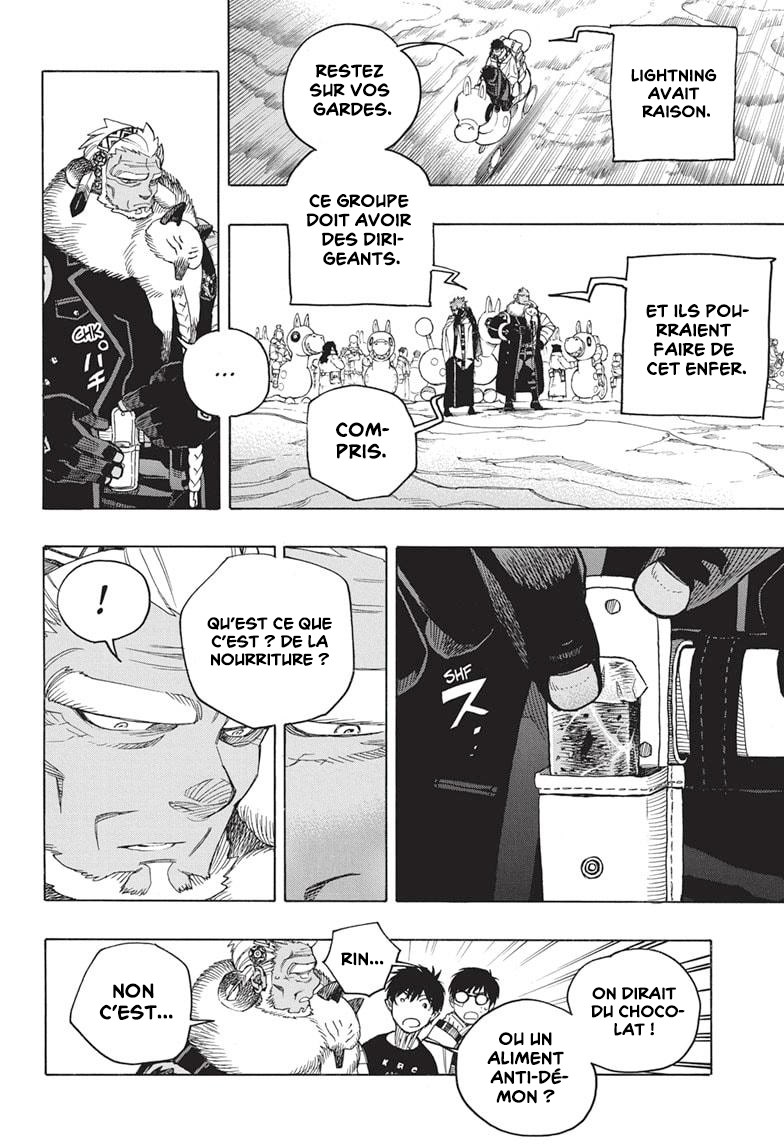 RESTEZ
SUR VOS
GARDES.
LIGHTNING
AVAIT
RAISON.
CE GROUPE
DOIT AVOIR
DES DIRI-
GEANTS.
ET ILS POU-
RRAIENT
FAIRE DE
CET ENFER.
COM-
PRIS.
CHK
パチ
...
!
QU'EST CE QUE
C'EST ? DE LA
NOURRITURE ?
SHF
ス
NON
C'EST...
RIN...
ON DIRAIT
DU CHOCO-
LAT !
OU UN
ALIMENT
ANTI-DÉ-
MON ?
K R C